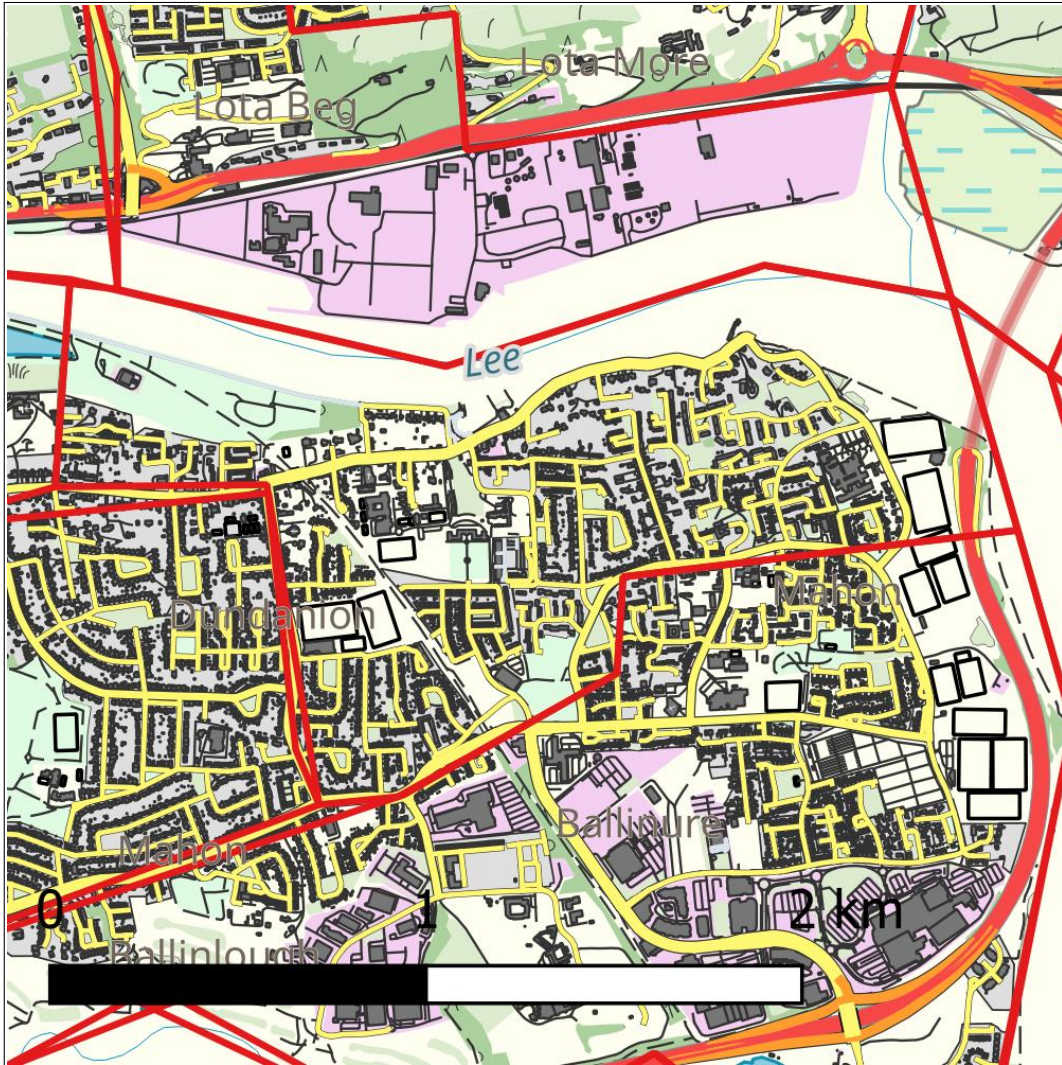 Lota More
Lota Beg
Lee
Dundanion
Mahon
Ballinure
Mahon
0 1 2 km
Ballinlough